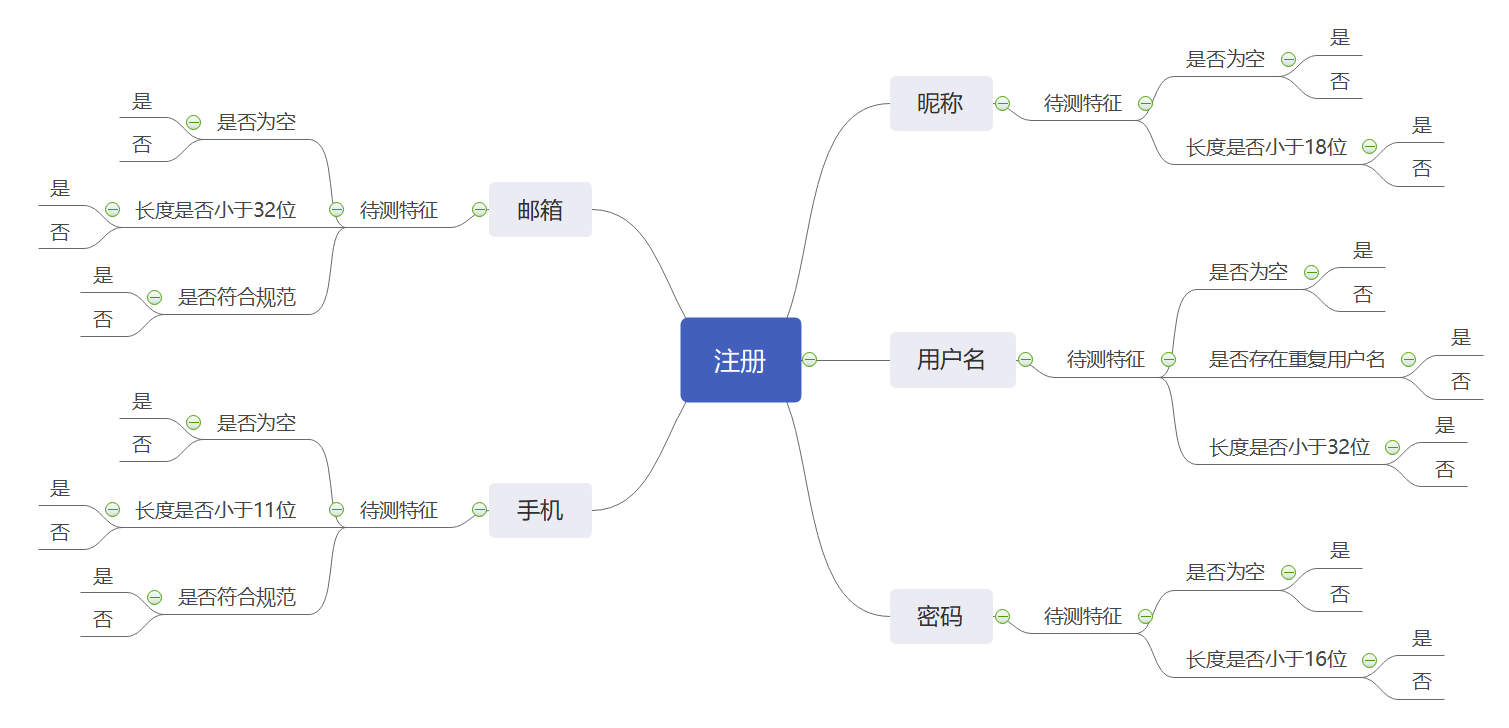 注册
昵称
待测特征
是否为空
是
否
长度是否小于18位
是
否
用户名
待测特征
是否为空
是
否
是否存在重复用户名
是
否
长度是否小于32位
是
否
密码
待测特征
是否为空
是
否
长度是否小于16位
是
否
邮箱
待测特征
是否为空
是
否
长度是否小于32位
是
否
是否符合规范
是
否
手机
待测特征
是否为空
是
否
长度是否小于11位
是
否
是否符合规范
是
否